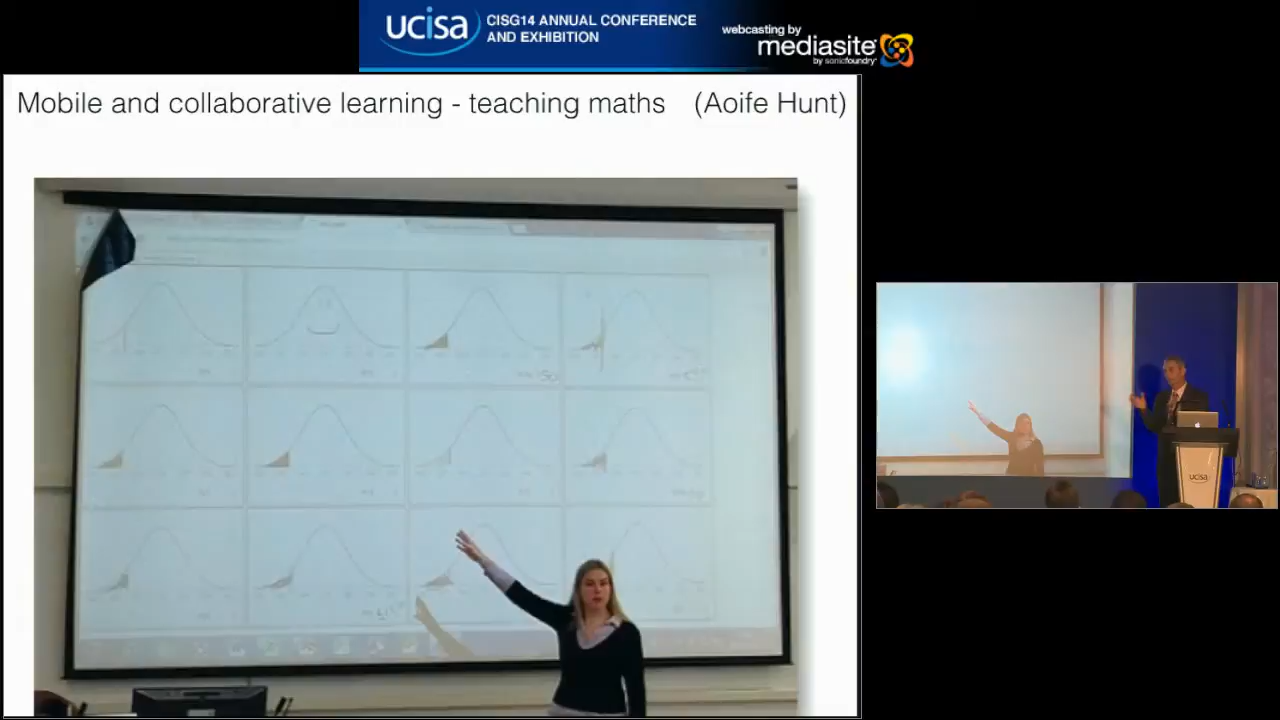 ucisa
CISG14 ANNUAL CONFERENCE
AND EXHIBITION
webcasting by
mediasite
by sonicfoundry
Mobile and collaborative learning - teaching maths (Aoife Hunt)
ucisa